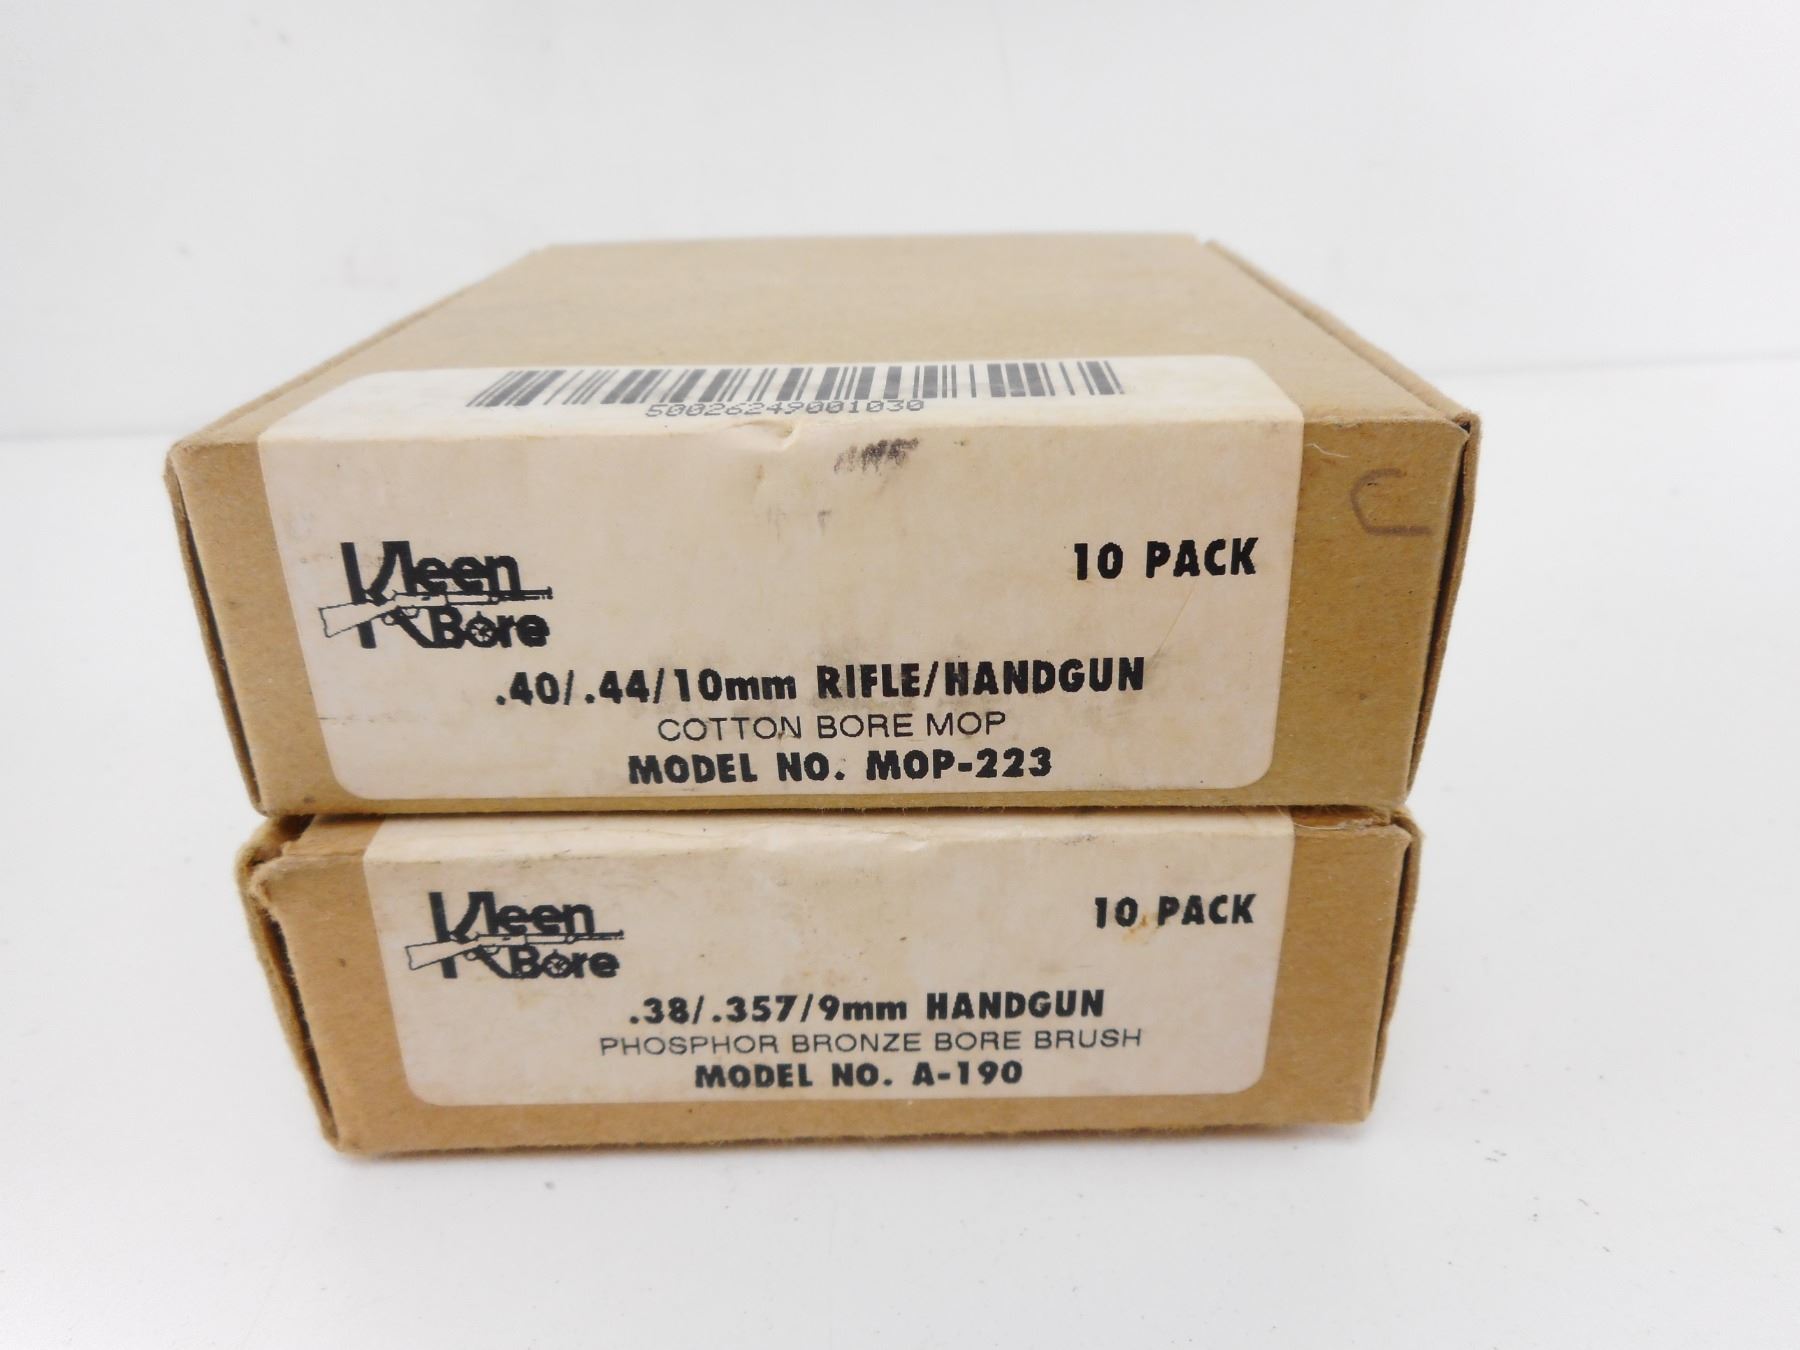 50026249001030
Kleen
Bore
10 PACK
.40/.44/10mm RIFLE/HANDGUN
COTTON BORE MOP
MODEL NO. MOP-223
C
Kleen
Bore
10 PACK
.38/.357/9mm HANDGUN
PHOSPHOR BRONZE BORE BRUSH
MODEL NO. A-190